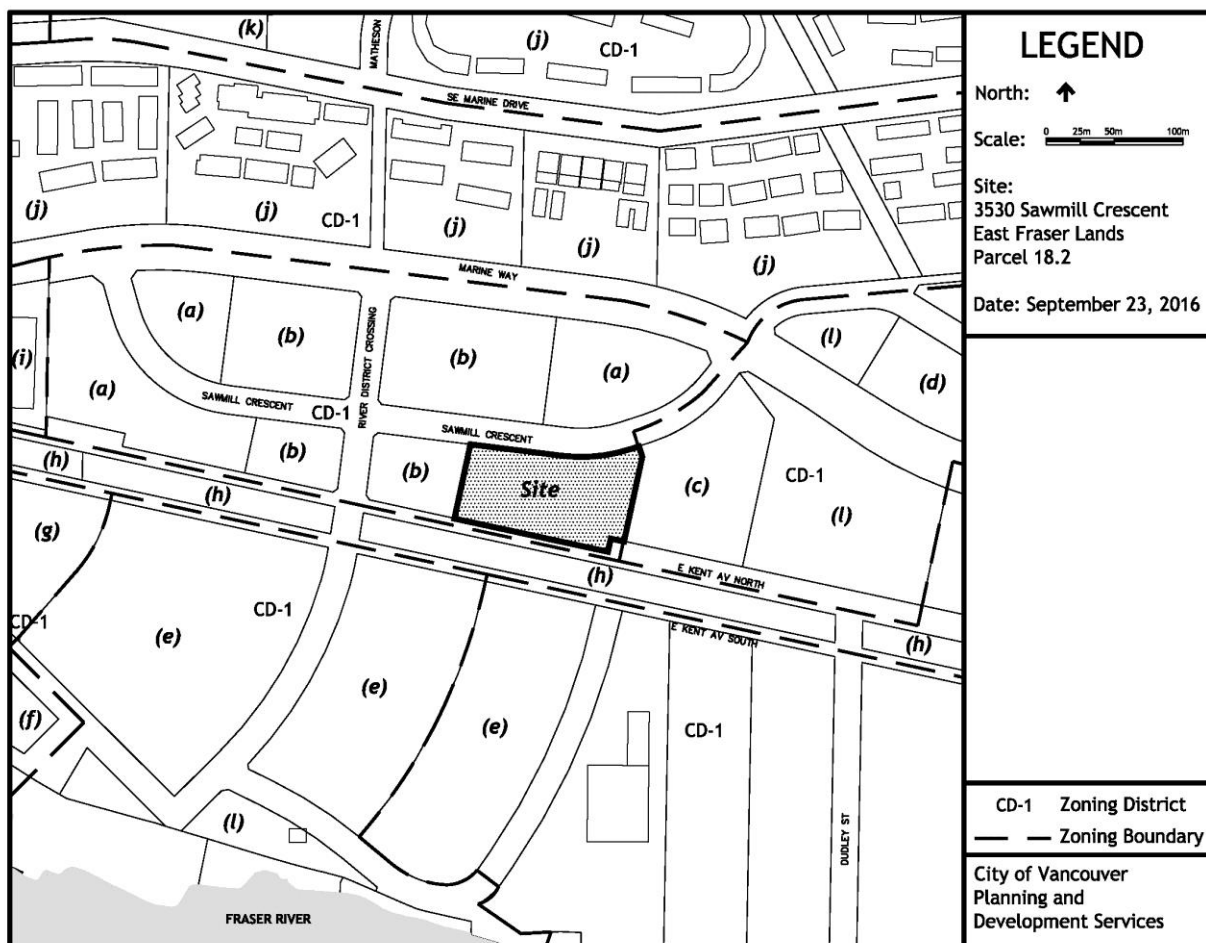 (k)
MATHESON
(j)
CD-1
SE MARINE DRIVE
(j)
(j)
CD-1
(j)
(j)
(j)
MARINE WAY
(a)
(b)
RIVER DISTRICT CROSSING
(b)
(a)
(l)
(d)
(i)
(a)
SAWMILL CRESCENT
CD-1
SAWMILL CRESCENT
(b)
(b)
Site
(c)
CD-1
(l)
(h)
(h)
(g)
(h)
E KENT AV NORTH
(h)
E KENT AV SOUTH
CD-1
CD-1
(e)
(e)
(e)
(f)
CD-1
DUDLEY ST
(l)
FRASER RIVER
LEGEND
North:
Scale:
0 25m 50m 100m
Site:
3530 Sawmill Crescent
East Fraser Lands
Parcel 18.2
Date: September 23, 2016
CD-1 Zoning District
Zoning Boundary
City of Vancouver
Planning and
Development Services